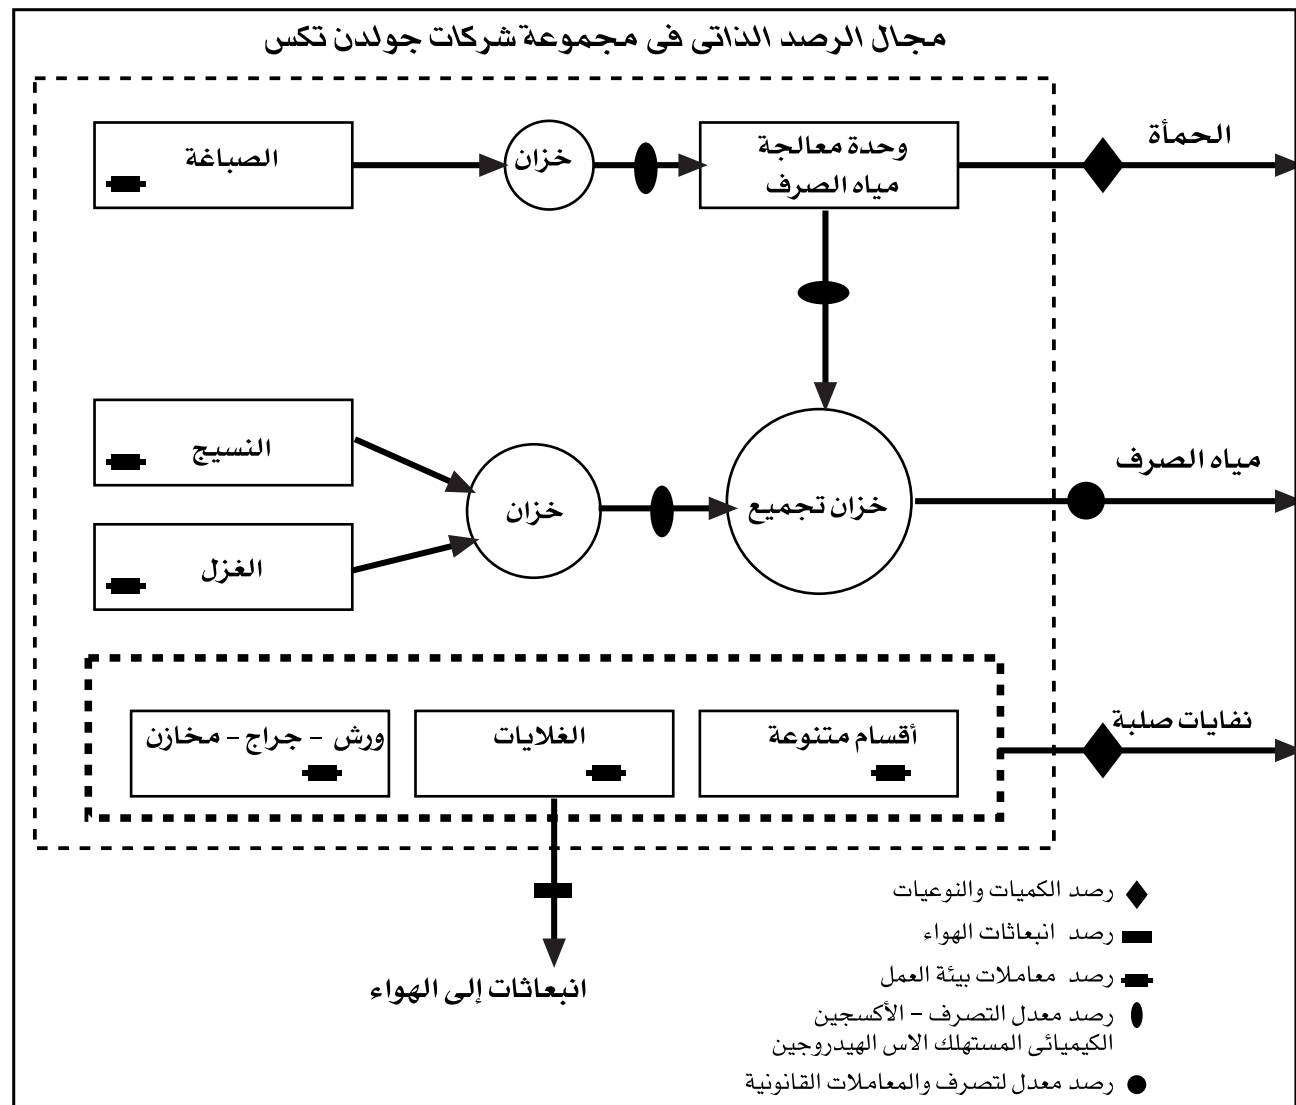 مجال الرصد الذاتى فى مجموعة شركات جولدن تكس
الصباغة
خزان
وحدة معالجة
مياه الصرف
الحمأة
النسيج
الغزل
خزان
خزان تجميع
مياه الصرف
ورش - جراج - مخازن
الغلايات
أقسام متنوعة
نفايات صلبة
انبعاثات إلى الهواء
رصد الكميات والنوعيات
رصد انبعاثات الهواء
رصد معاملات بيئة العمل
رصد معدل التصرف - الأكسجين
الكيميائى المستهلك الاس الهيدروجين
رصد معدل لتصرف والمعاملات القانونية